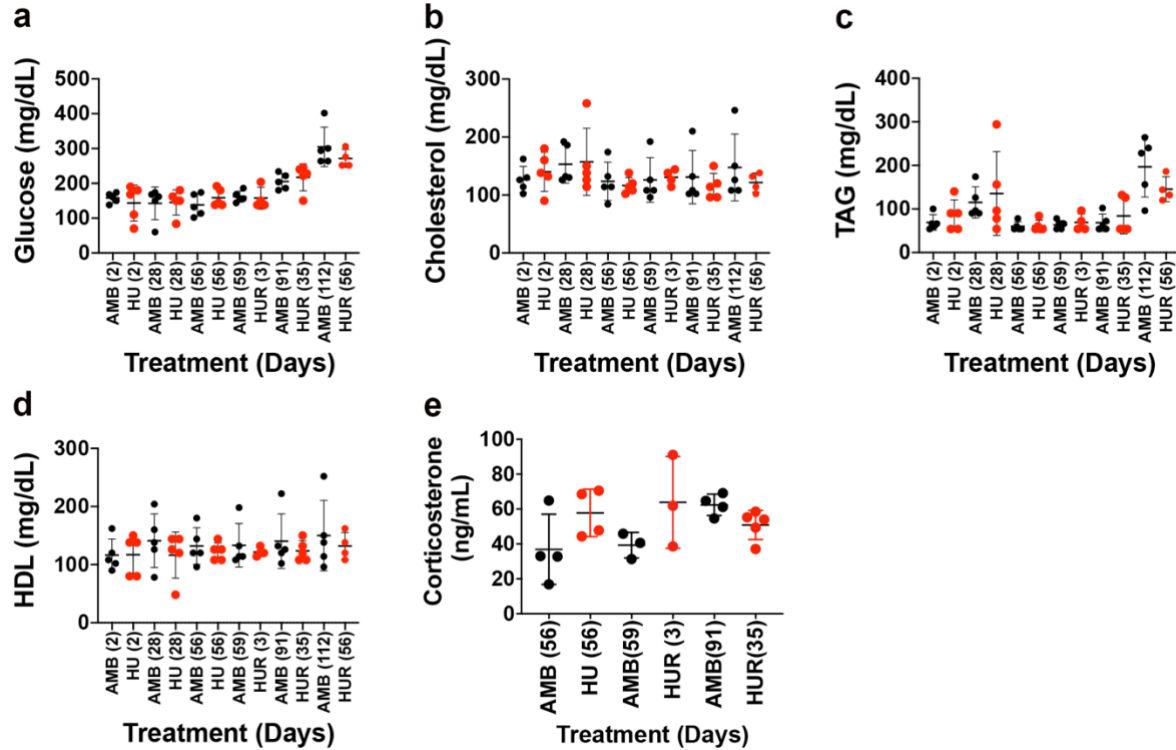 a
Glucose (mg/dL)
500
400
300
200
100
0
AMB (2)
HU (2)
AMB (28)
HU (28)
AMB (56)
HU (56)
AMB (59)
HUR (3)
AMB (91)
HUR (35)
AMB (112)
HUR (56)
Treatment (Days)
b
Cholesterol (mg/dL)
300
200
100
0
AMB (2)
HU (2)
AMB (28)
HU (28)
AMB (56)
HU (56)
AMB (59)
HUR (3)
AMB (91)
HUR (35)
AMB (112)
HUR (56)
Treatment (Days)
c
TAG (mg/dL)
400
300
200
100
0
AMB (2)
HU (2)
AMB (28)
HU (28)
AMB (56)
HU (56)
AMB (59)
HUR (3)
AMB (91)
HUR (35)
AMB (112)
HUR (56)
Treatment (Days)
d
HDL (mg/dL)
300
200
100
0
AMB (2)
HU (2)
AMB (28)
HU (28)
AMB (56)
HU (56)
AMB (59)
HUR (3)
AMB (91)
HUR (35)
AMB (112)
HUR (56)
Treatment (Days)
e
Corticosterone
(ng/mL)
100
80
60
40
20
0
AMB (56)
HU (56)
AMB(59)
HUR (3)
AMB(91)
HUR(35)
Treatment (Days)